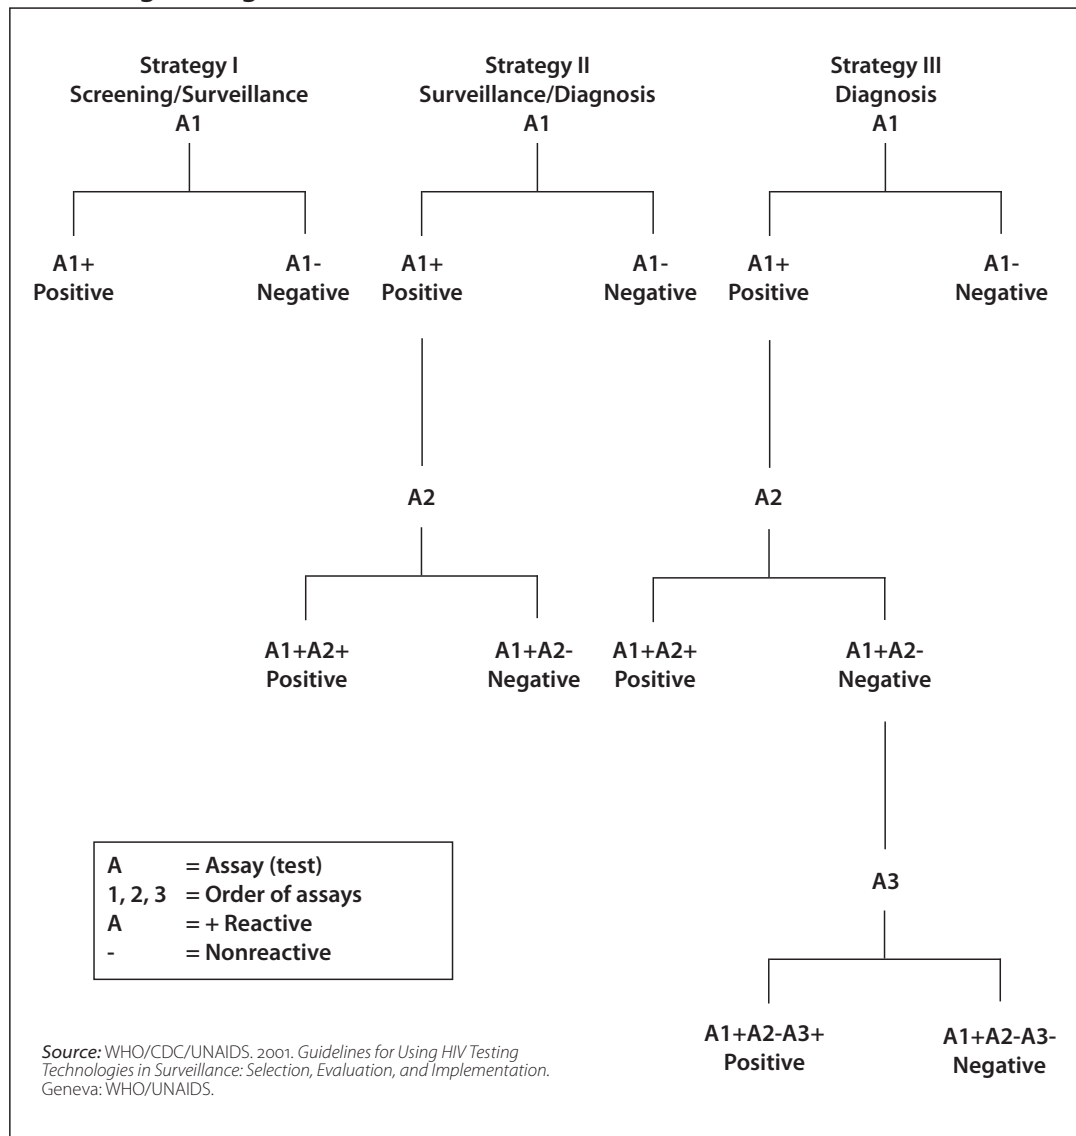 Strategy I
Screening/Surveillance
A1
Strategy II
Surveillance/Diagnosis
A1
Strategy III
Diagnosis
A1
A1+
Positive
A1-
Negative
A1+
Positive
A1-
Negative
A1+
Positive
A1-
Negative
A2
A2
A1+A2+
Positive
A1+A2-
Negative
A1+A2+
Positive
A1+A2-
Negative
A = Assay (test)
1, 2, 3 = Order of assays
A = + Reactive
- = Nonreactive
A3
A1+A2-A3+
Positive
A1+A2-A3-
Negative
Source: WHO/CDC/UNAIDS. 2001. Guidelines for Using HIV Testing
Technologies in Surveillance: Selection, Evaluation, and Implementation.
Geneva: WHO/UNAIDS.